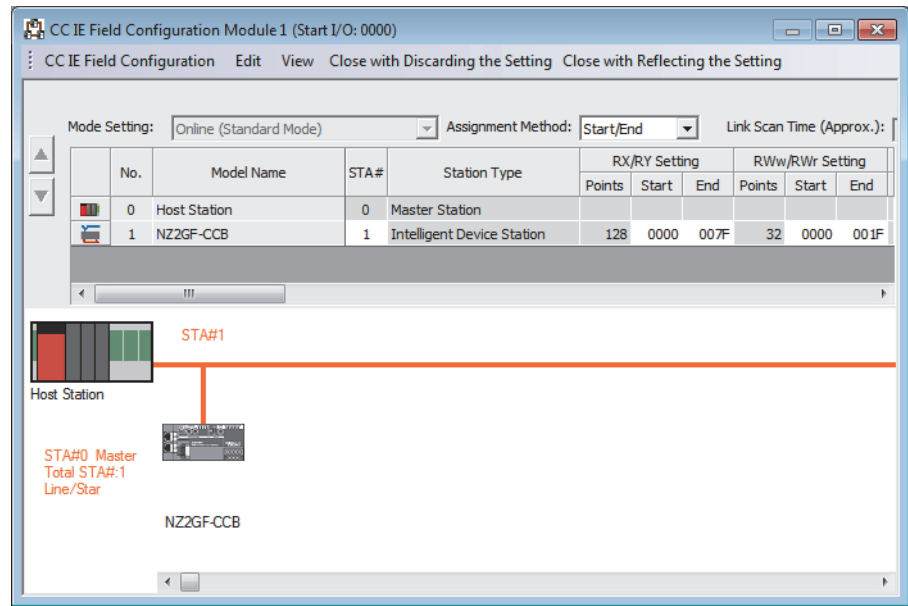 CC IE Field Configuration Module 1 (Start I/O: 0000)
CC IE Field Configuration Edit View Close with Discarding the Setting Close with Reflecting the Setting
Mode Setting: Online (Standard Mode) Assignment Method: Start/End Link Scan Time (Approx.):
No. Model Name STA# Station Type RX/RY Setting RWw/RWr Setting
Points Start End Points Start End
0 Host Station 0 Master Station
1 NZ2GF-CCB 1 Intelligent Device Station 128 0000 007F 32 0000 001F
STA#1
Host Station
STA#0 Master
Total STA#:1
Line/Star
NZ2GF-CCB